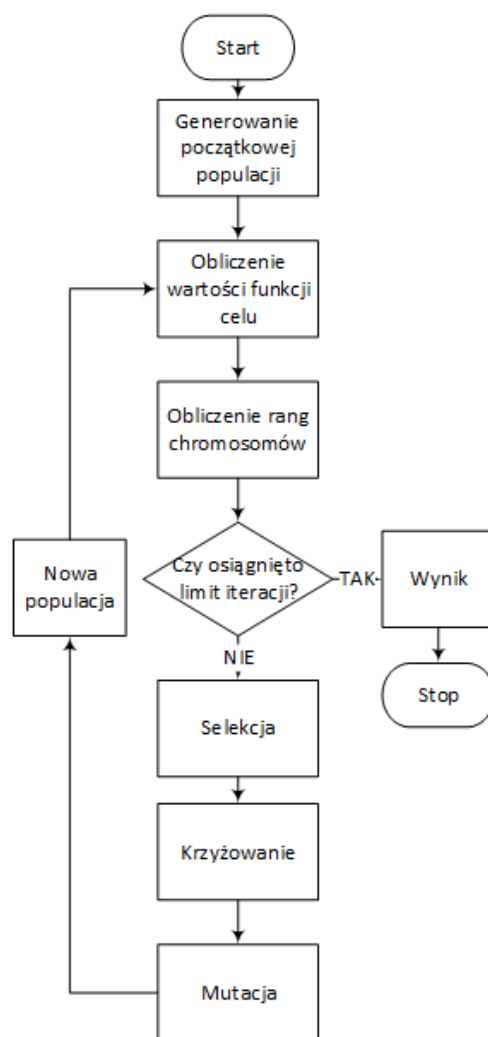 Start
Generowanie
początkowej
populacji
Obliczenie
wartości funkcji
celu
Obliczenie rang
chromosomów
Czy osiągnięto
limit iteracji?
TAK
Wynik
Nowa
populacja
NIE
Stop
Selekcja
Krzyżowanie
Mutacja